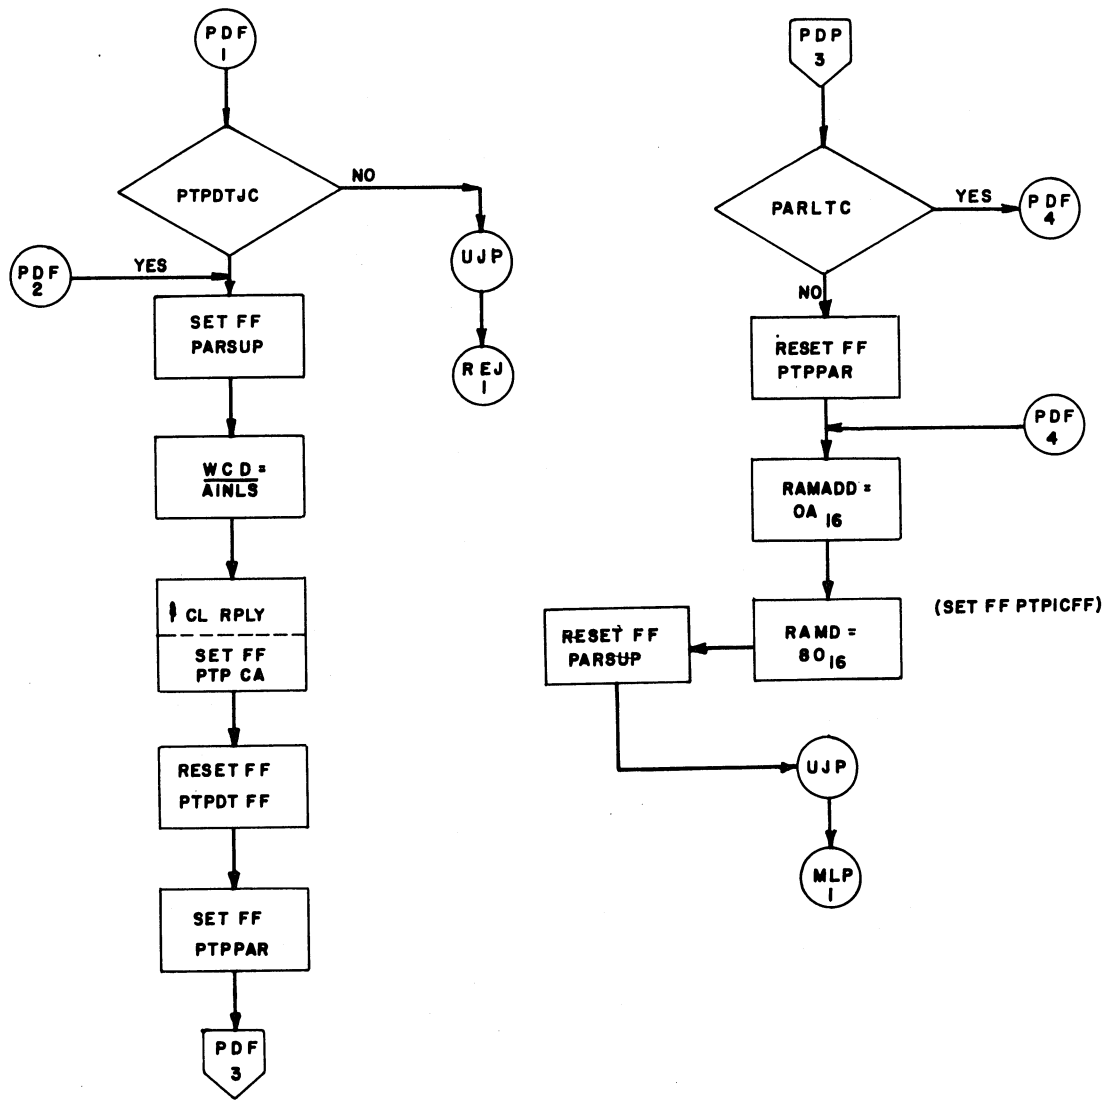 PDF
1
PTPDTJC
NO
UJP
REJ
1
PDF
2
YES
SET FF
PARSUP
WCD =
AINLS
CL RPLY
SET FF
PTP CA
RESET FF
PTPDT FF
SET FF
PTPPAR
PDF
3
PDP
3
PARLTC
YES
PDF
4
NO
RESET FF
PTPPAR
PDF
4
RAMADD =
0A 16
RAMD =
80 16
(SET FF PTPICFF)
RESET FF
PARSUP
UJP
MLP
1